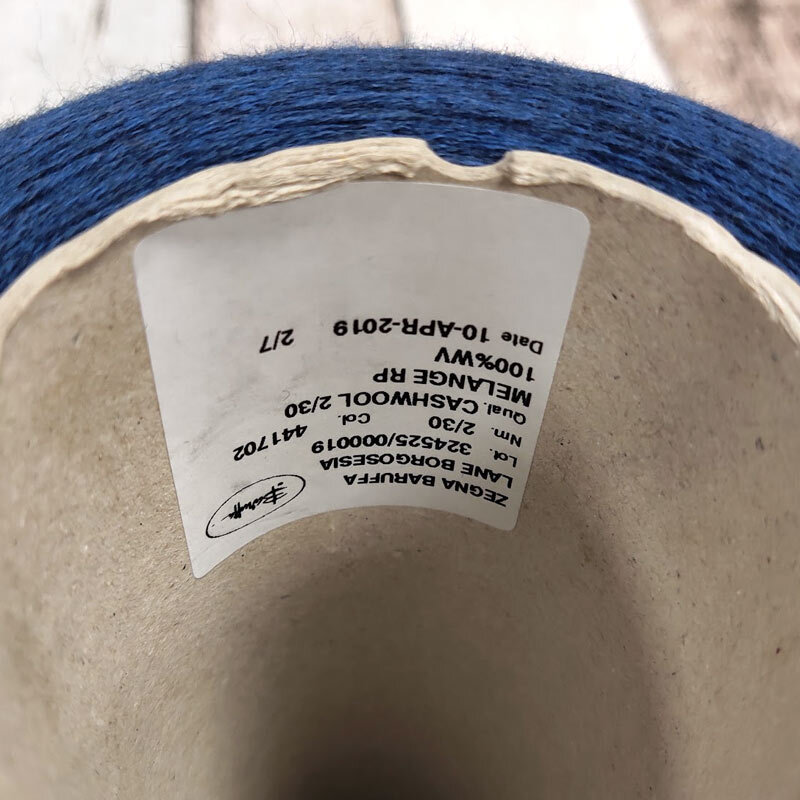 ZEGNA BARUFFA
LANE BORGOSESIA
Lot. 324525/000019
Nm. 2/30 Col. 441702
Qual. CASHWOOL 2/30
MELANGE RP
100%WV
Date 10-APR-2019 2/7
Baruffa